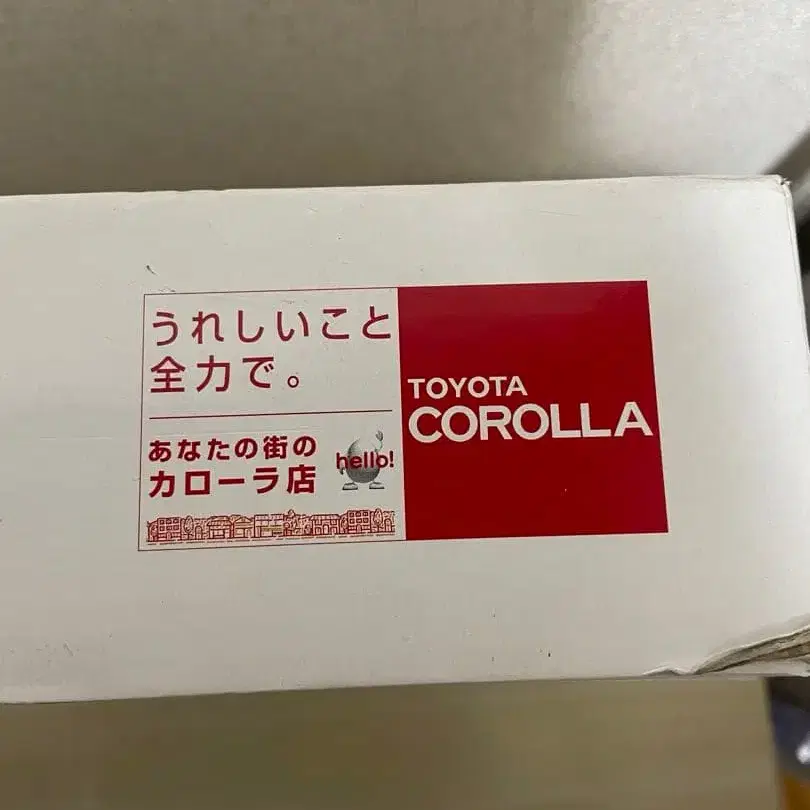 うれしいこと
全力で。
あなたの街の
カローラ店
hello!
TOYOTA
COROLLA